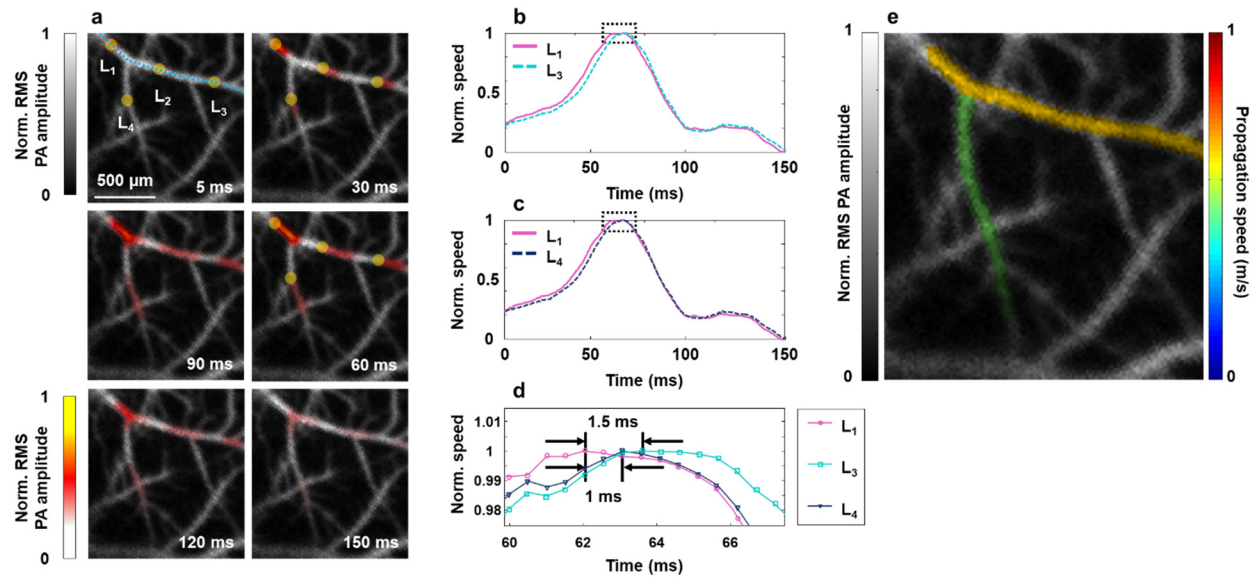 a
Norm. RMS
PA amplitude
1
0
L1
L2
L3
L4
500 µm
5 ms
30 ms
90 ms
60 ms
Norm. RMS
PA amplitude
1
0
120 ms
150 ms
b
Norm. speed
1
0.5
0
L1
L3
0
50
100
150
Time (ms)
c
Norm. speed
1
0.5
0
L1
L4
0
50
100
150
Time (ms)
d
Norm. speed
1.01
1
0.99
0.98
1.5 ms
1 ms
60
62
64
66
Time (ms)
L1
L3
L4
e
Norm. RMS PA amplitude
1
0
Propagation speed (m/s)
1
0